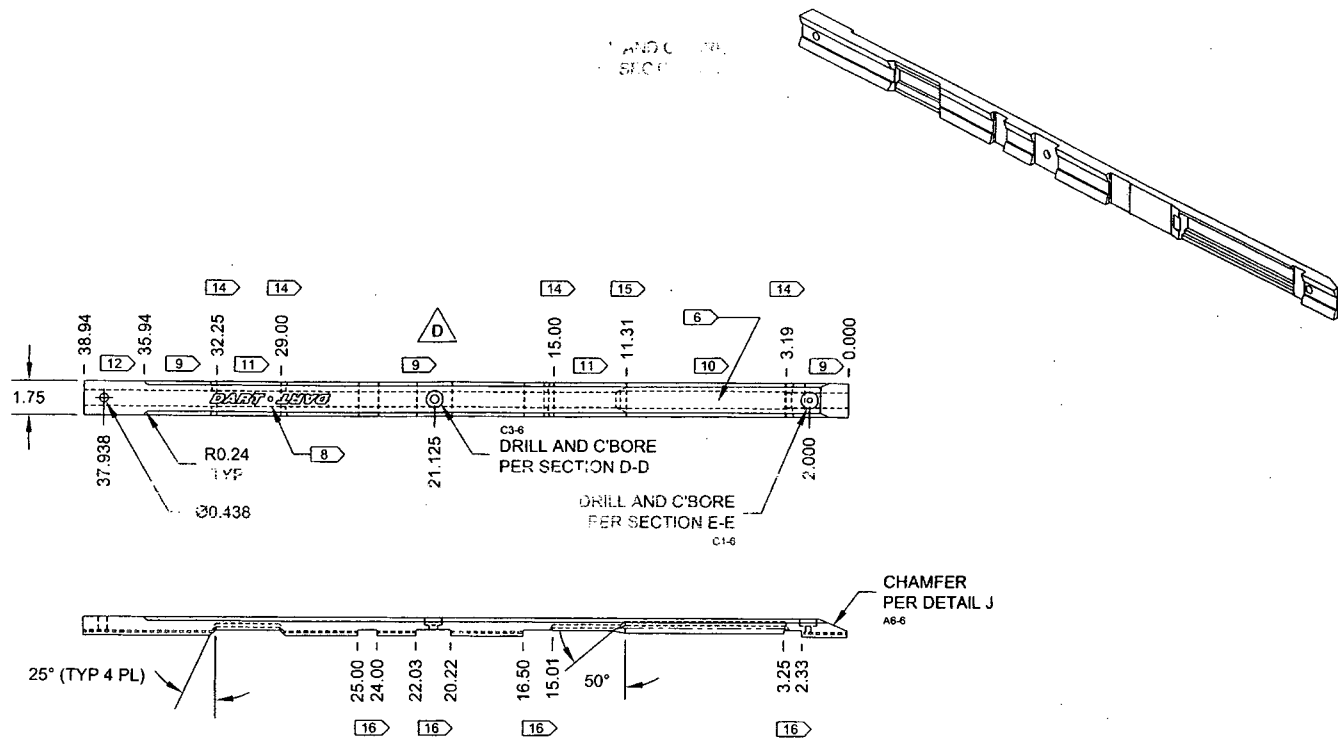 AND C
SEC
14
14
14
15
14
D
6
38.94
35.94
32.25
29.00
15.00
11.31
3.19
0.000
12
9
11
9
11
10
9
1.75
DART
37.938
R0.24
TYP
8
21.125
C3-6
DRILL AND C'BORE
PER SECTION D-D
2.000
Ø0.438
DRILL AND C'BORE
PER SECTION E-E
C1-6
CHAMFER
PER DETAIL J
A6-6
25° (TYP 4 PL)
25.00
24.00
22.03
20.22
16.50
15.01
50°
3.25
2.33
16
16
16
16